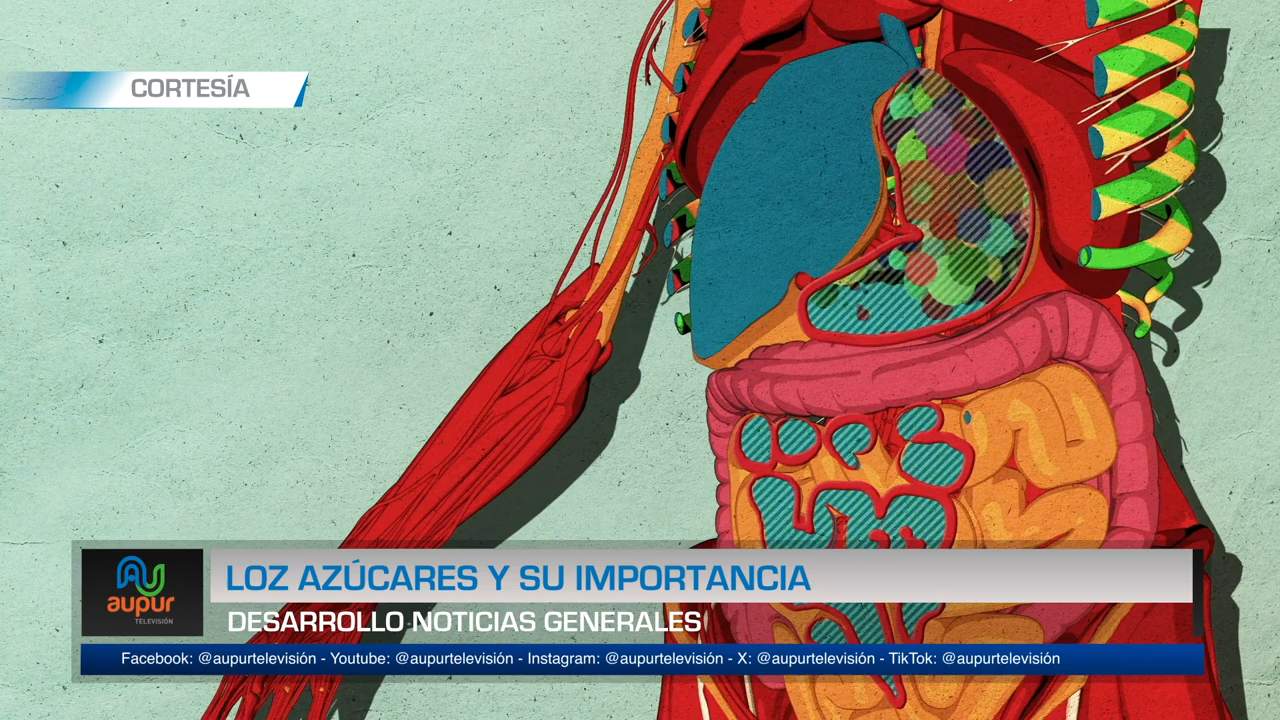 CORTESÍA
LOZ AZÚCARES Y SU IMPORTANCIA
aupur
TELEVISIÓN
DESARROLLO NOTICIAS GENERALES
Facebook: @aupurtelevisión - Youtube: @aupurtelevisión - Instagram: @aupurtelevisión - X: @aupurtelevisión - TikTok: @aupurtelevisión